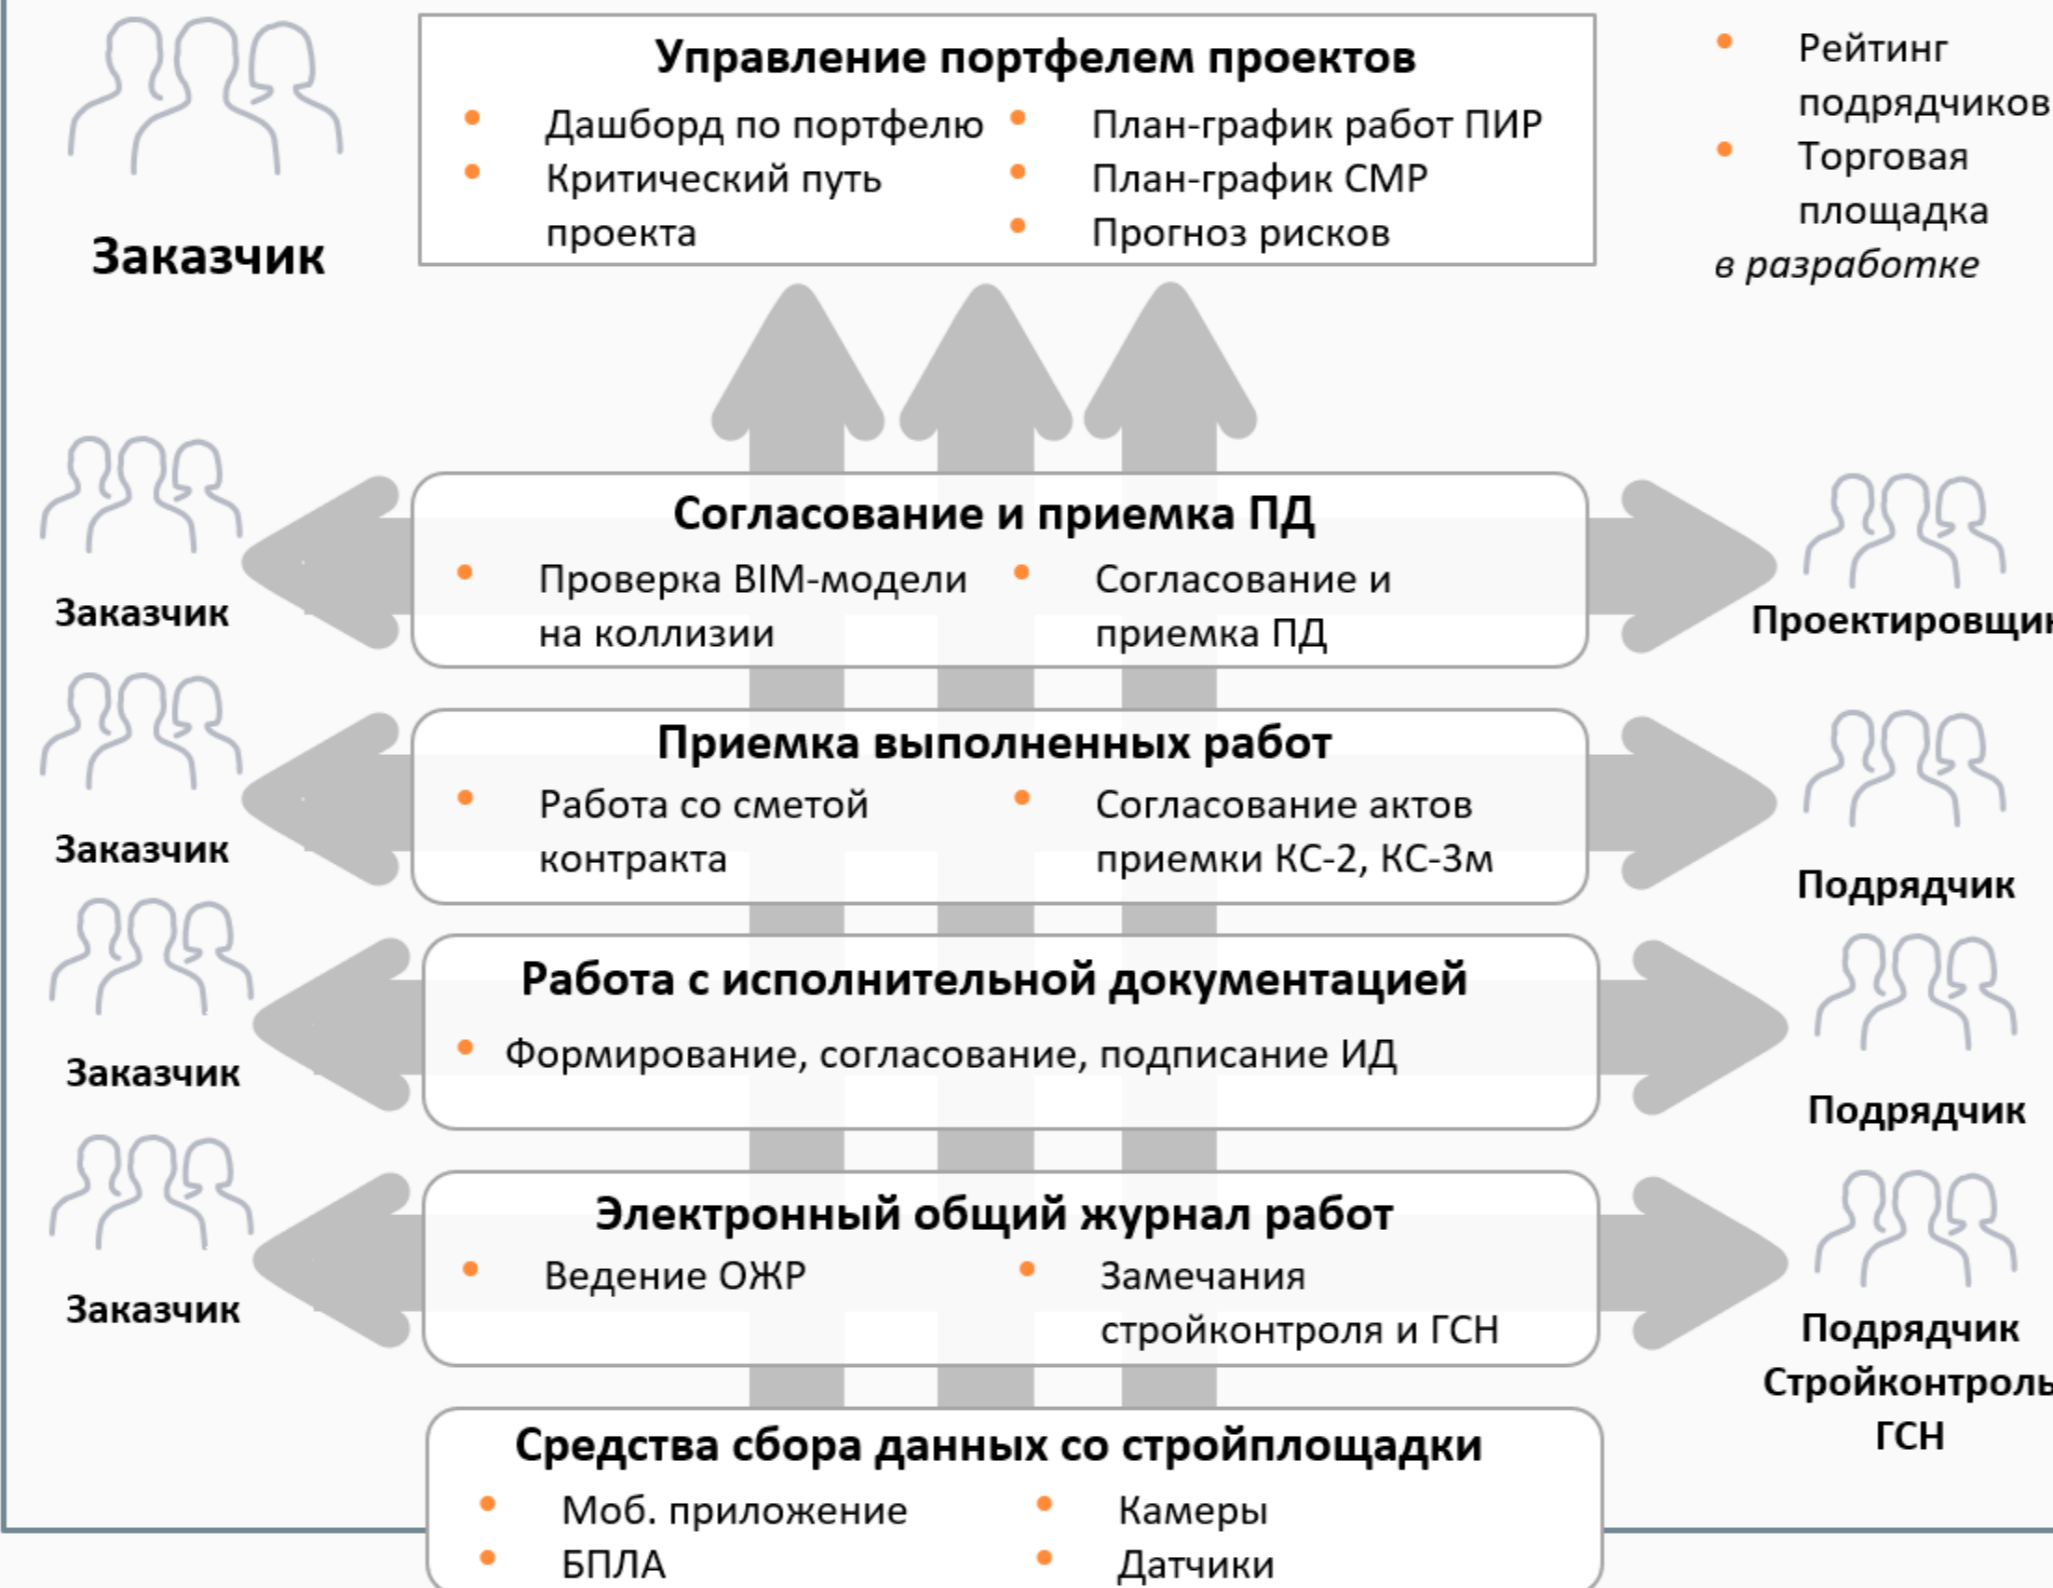 Управление портфелем проектов
Дашборд по портфелю
Критический путь
проекта
План-график работ ПИР
План-график СМР
Прогноз рисков
Рейтинг
подрядчиков
Торговая
площадка
в разработке
Заказчик
Согласование и приемка ПД
Проверка BIM-модели
на коллизии
Согласование и
приемка ПД
Заказчик
Проектировщик
Приемка выполненных работ
Работа со сметой
контракта
Согласование актов
приемки КС-2, КС-3м
Заказчик
Подрядчик
Работа с исполнительной документацией
Формирование, согласование, подписание ИД
Заказчик
Подрядчик
Электронный общий журнал работ
Ведение ОЖР
Замечания
стройконтроля и ГСН
Заказчик
Подрядчик
Стройконтроль
ГСН
Средства сбора данных со стройплощадки
Моб. приложение
БПЛА
Камеры
Датчики